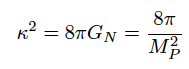 κ² = 8πG_N = 8π / M_P²